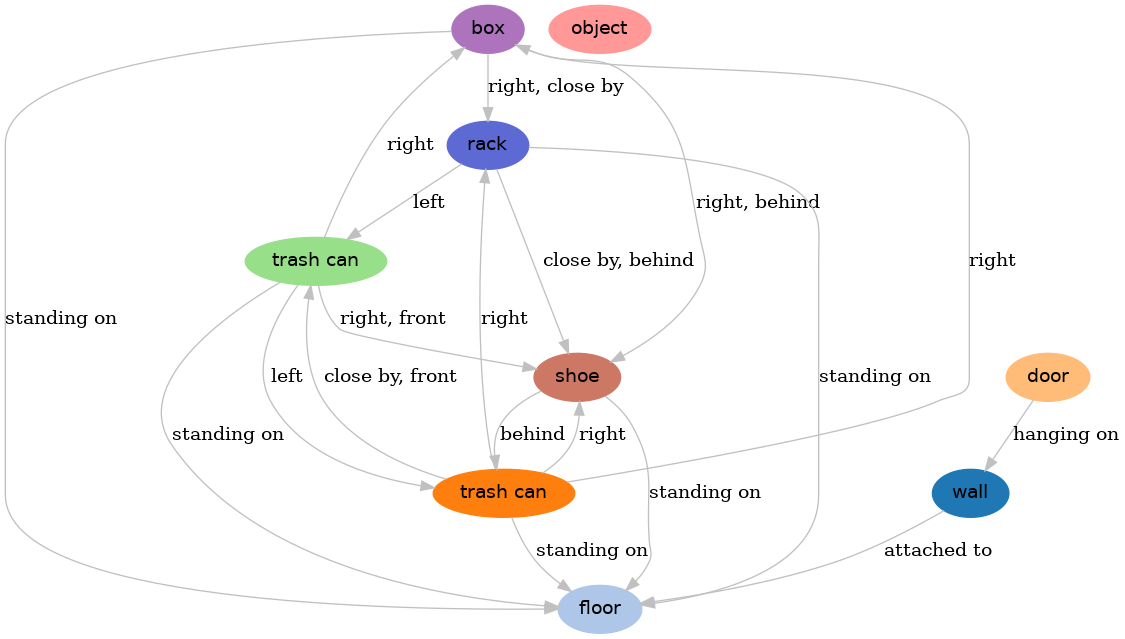 box
object
right, close by
rack
right
left
right, behind
trash can
close by, behind
right
right, front
right
standing on
left
close by, front
shoe
standing on
door
standing on
behind
right
hanging on
trash can
standing on
wall
standing on
attached to
floor